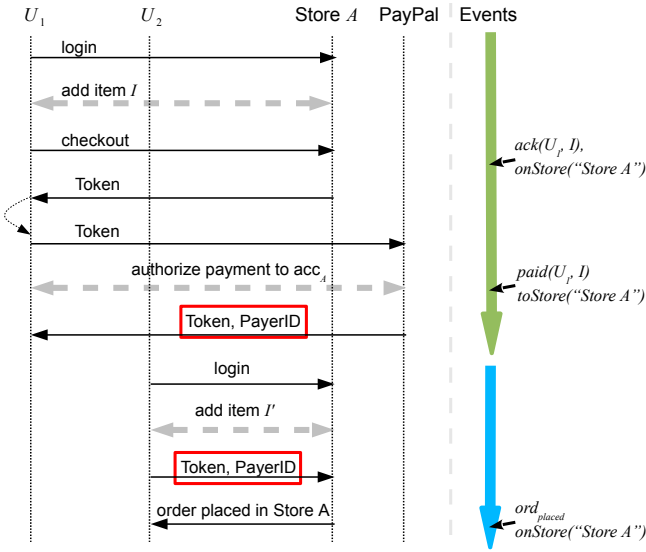 U1 U2 Store A PayPal Events
login
add item I
checkout
ack(U1, I),
onStore("Store A")
Token
Token
authorize payment to accA
paid(U1, I)
toStore("Store A")
Token, PayerID
login
add item I'
Token, PayerID
order placed in Store A
ordplaced
onStore("Store A")